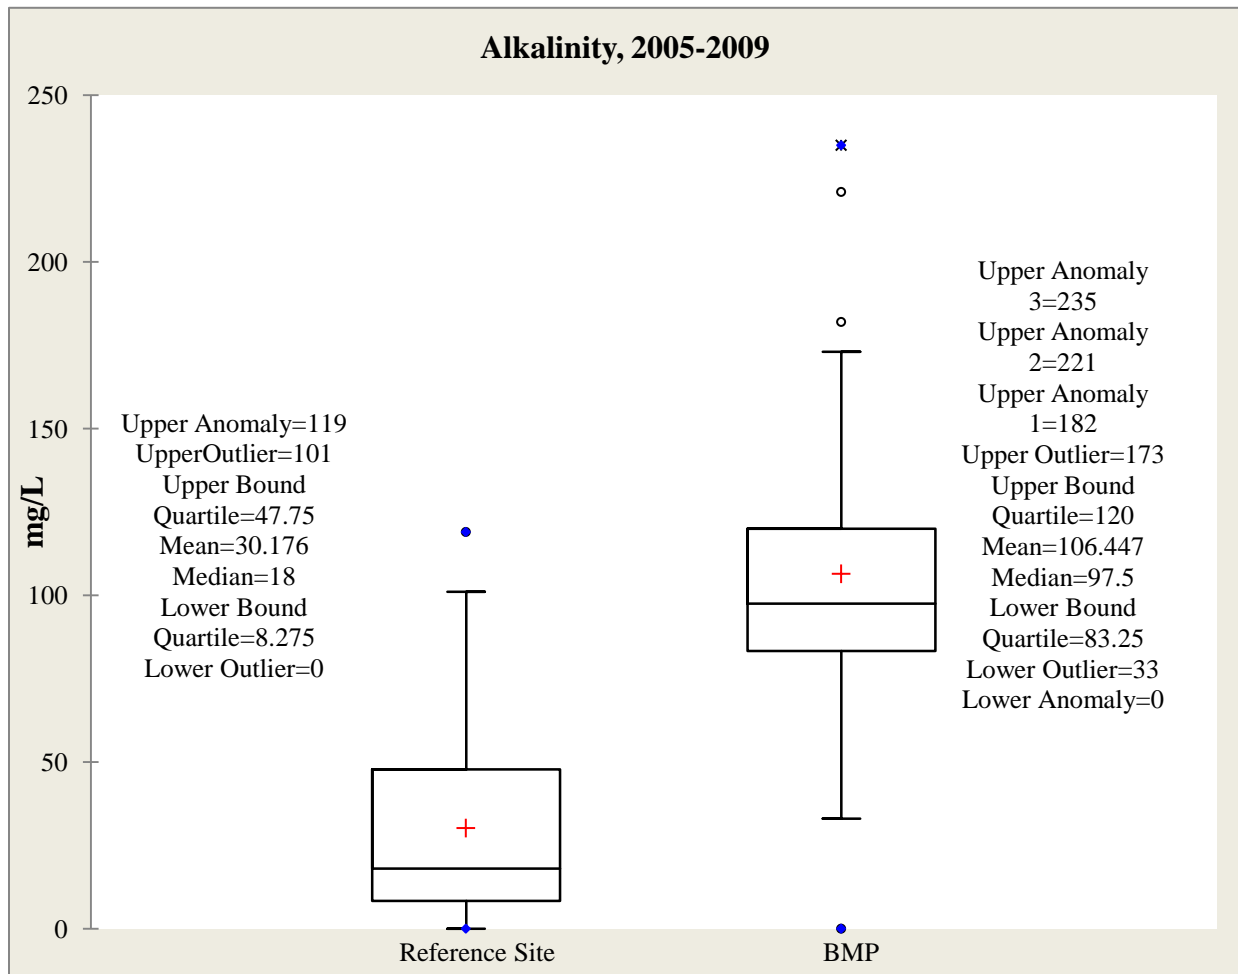 Alkalinity, 2005-2009
250
200
150
100
50
0
mg/L
Upper Anomaly=119
UpperOutlier=101
Upper Bound
Quartile=47.75
Mean=30.176
Median=18
Lower Bound
Quartile=8.275
Lower Outlier=0
Upper Anomaly
3=235
Upper Anomaly
2=221
Upper Anomaly
1=182
Upper Outlier=173
Upper Bound
Quartile=120
Mean=106.447
Median=97.5
Lower Bound
Quartile=83.25
Lower Outlier=33
Lower Anomaly=0
Reference Site
BMP